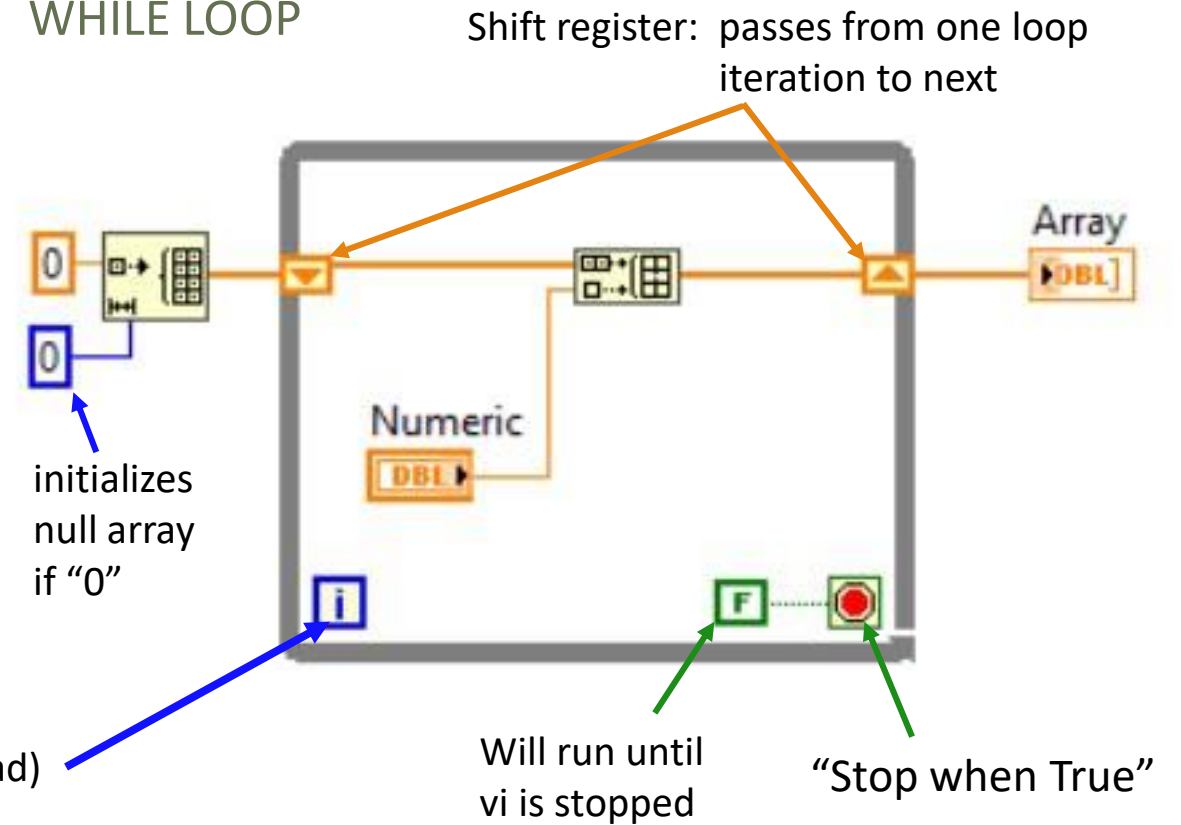 WHILE LOOP
Shift register: passes from one loop
iteration to next
Array
0
DBL
0
Numeric
DBL
initializes
null array
if “0”
i
F
Will run until
vi is stopped
“Stop when True”